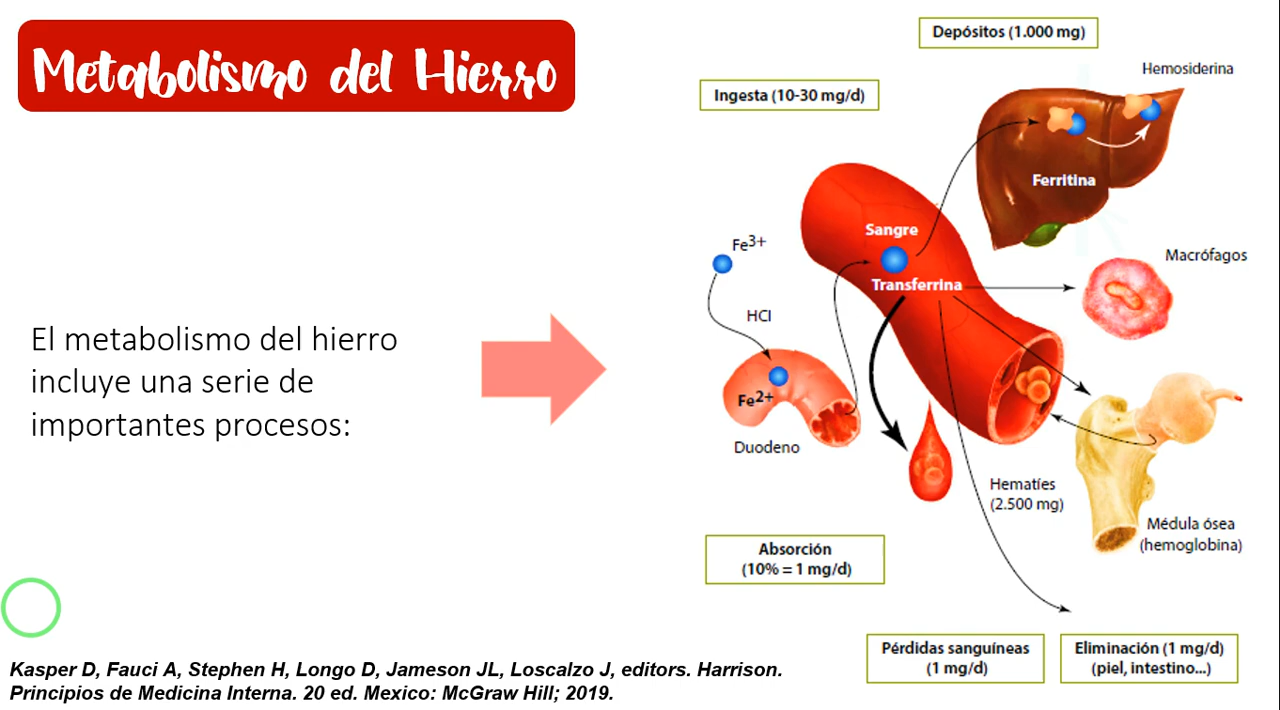 Metabolismo del Hierro
El metabolismo del hierro
incluye una serie de
importantes procesos:
Depósitos (1.000 mg)
Hemosiderina
Ingesta (10-30 mg/d)
Ferritina
Sangre
Transferrina
Fe3+
HCl
Fe2+
Duodeno
Macrófagos
Hematíes
(2.500 mg)
Médula ósea
(hemoglobina)
Absorción
(10% = 1 mg/d)
Pérdidas sanguíneas
(1 mg/d)
Eliminación (1 mg/d)
(piel, intestino...)
Kasper D, Fauci A, Stephen H, Longo D, Jameson JL, Loscalzo J, editors. Harrison.
Principios de Medicina Interna. 20 ed. Mexico: McGraw Hill; 2019.